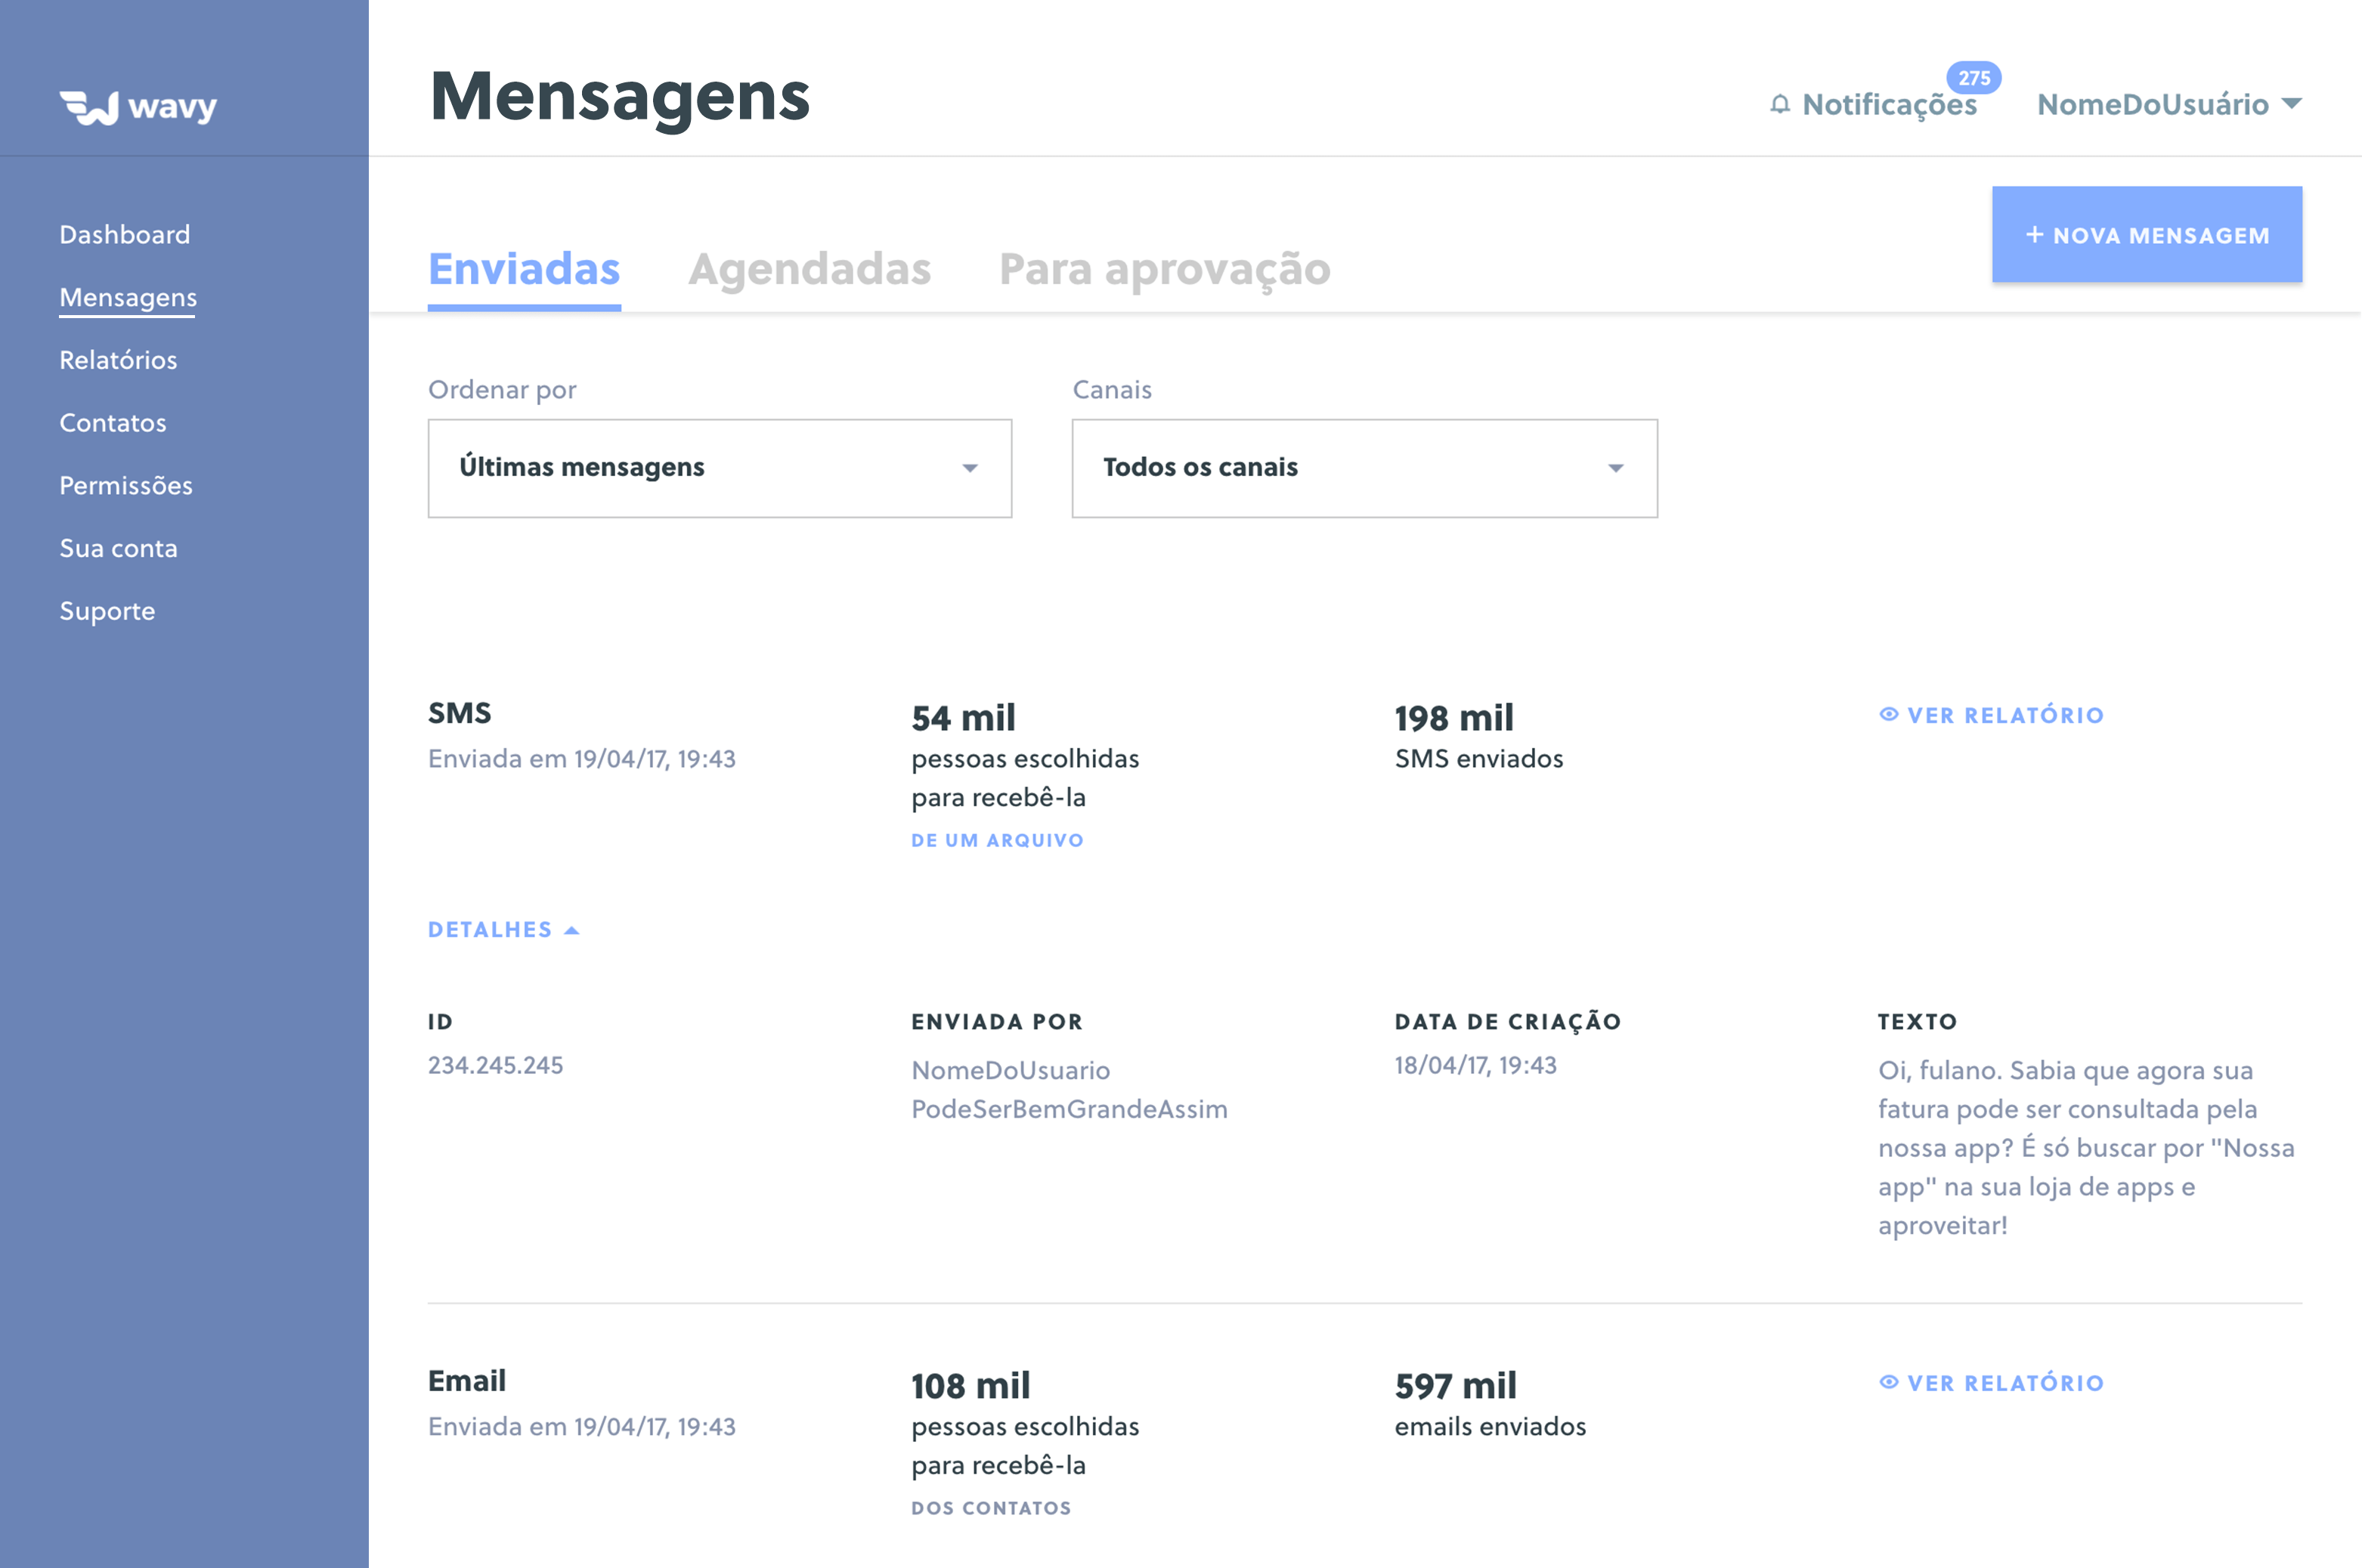 wavy
Dashboard
Mensagens
Relatórios
Contatos
Permissões
Sua conta
Suporte
Mensagens
Notificações
275
NomeDoUsuário
Enviadas
Agendadas
Para aprovação
+ NOVA MENSAGEM
Ordenar por
Últimas mensagens
Canais
Todos os canais
SMS
Enviada em 19/04/17, 19:43
54 mil
pessoas escolhidas
para recebê-la
DE UM ARQUIVO
198 mil
SMS enviados
VER RELATÓRIO
DETALHES
ID
234.245.245
ENVIADA POR
NomeDoUsuario
PodeSerBemGrandeAssim
DATA DE CRIAÇÃO
18/04/17, 19:43
TEXTO
Oi, fulano. Sabia que agora sua
fatura pode ser consultada pela
nossa app? É só buscar por "Nossa
app" na sua loja de apps e
aproveitar!
Email
Enviada em 19/04/17, 19:43
108 mil
pessoas escolhidas
para recebê-la
DOS CONTATOS
597 mil
emails enviados
VER RELATÓRIO